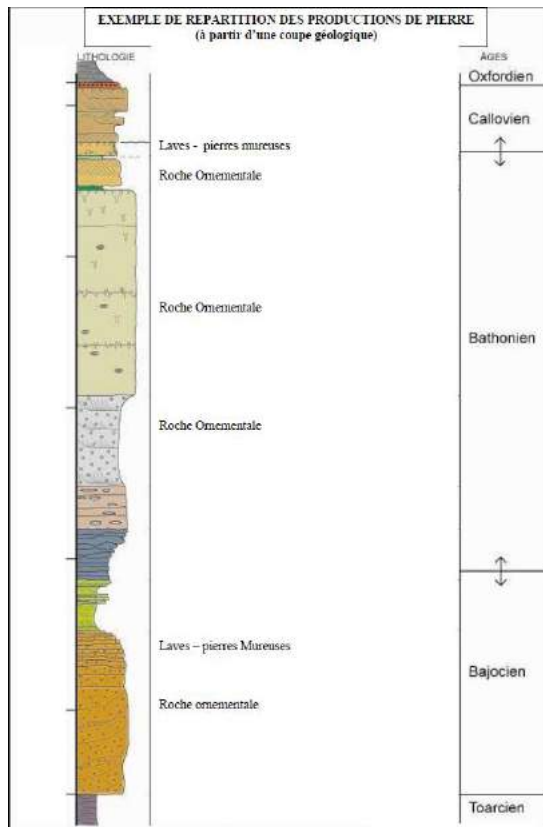 EXEMPLE DE REPARTITION DES PRODUCTIONS DE PIERRE
(à partir d'une coupe géologique)
LITHOLOGIE
ÂGES
Oxfordien
Callovien
Laves - pierres mureuses
Roche Ornementale
Roche Ornementale
Bathonien
Roche Ornementale
Laves – pierres Mureuses
Bajocien
Roche ornementale
Toarcien